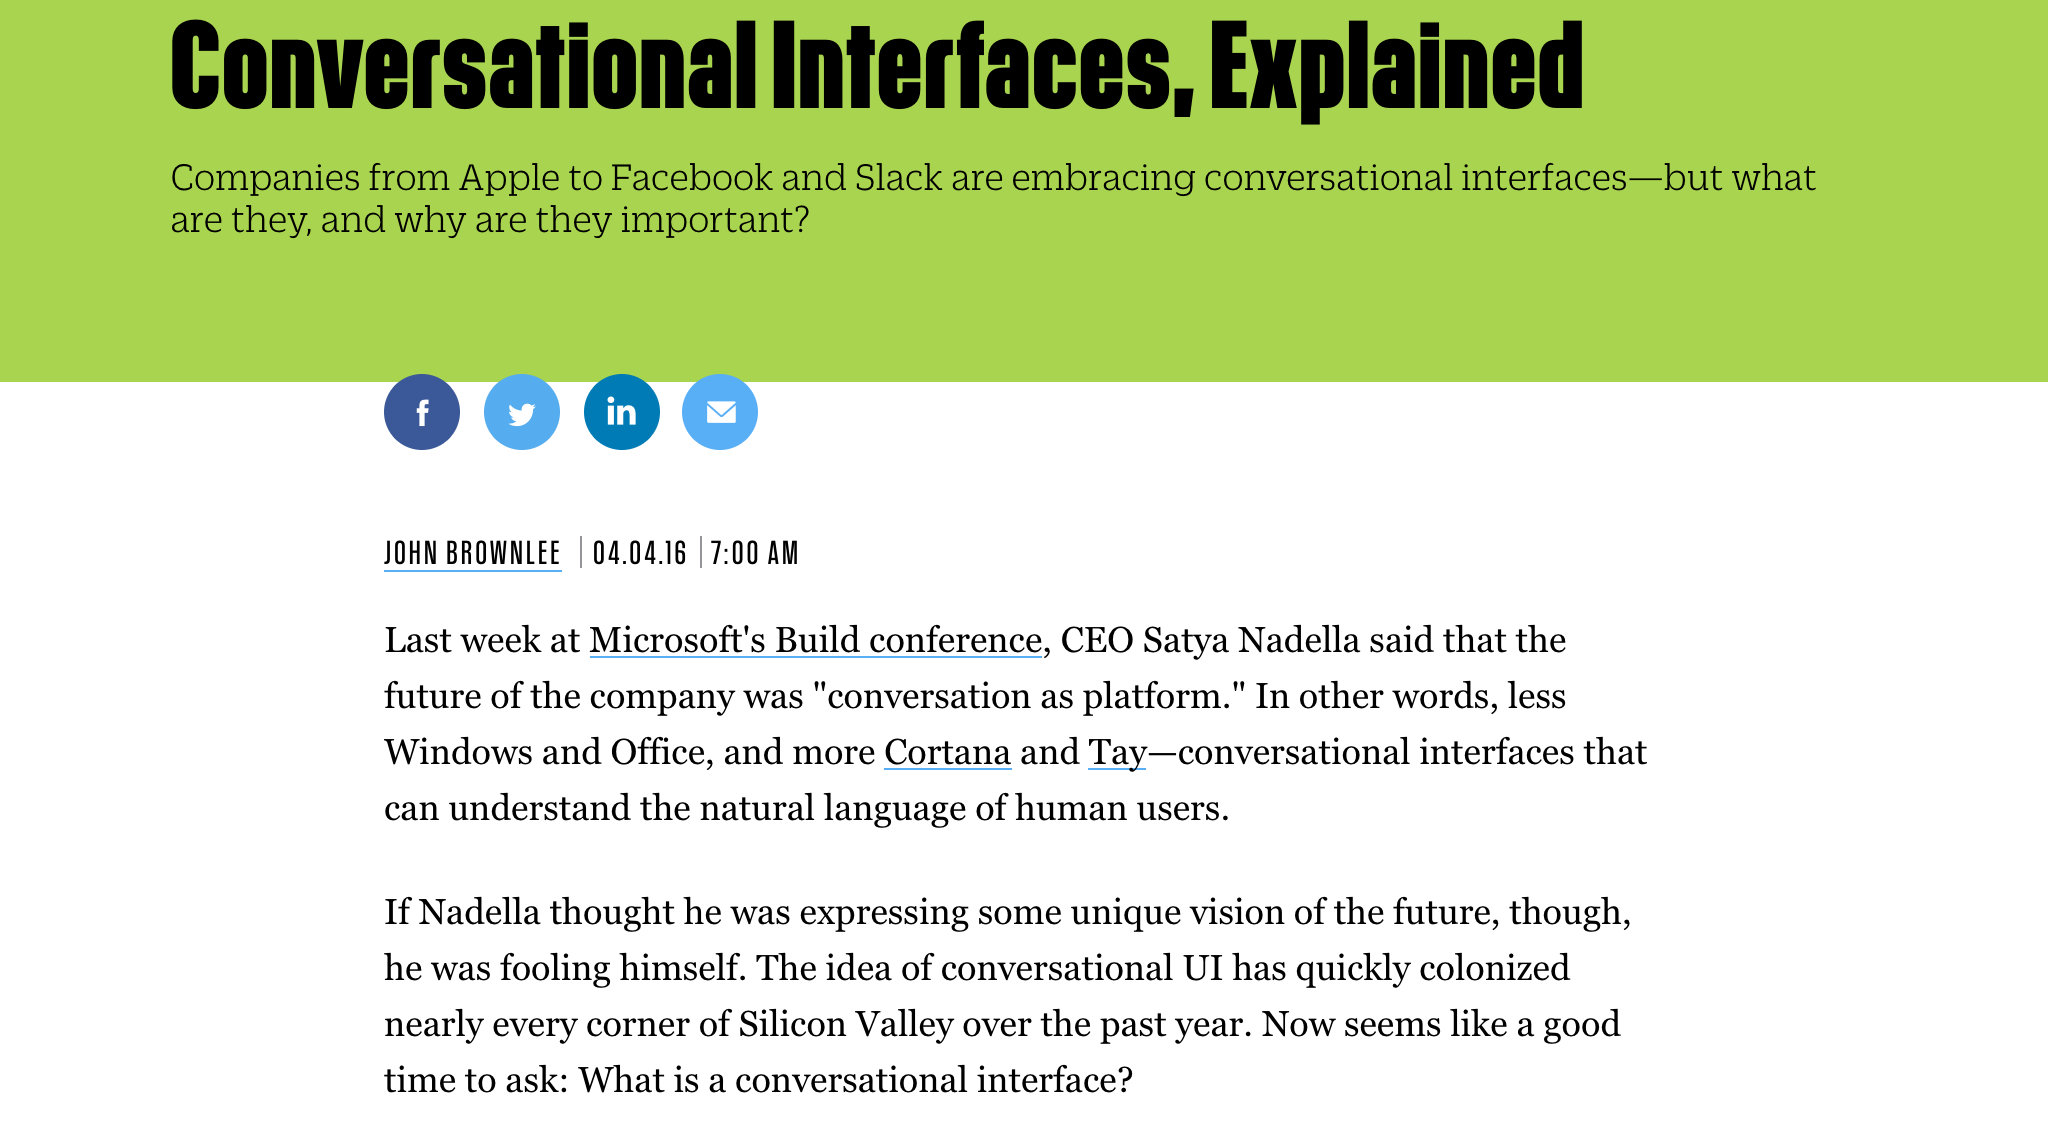 Conversational Interfaces, Explained
Companies from Apple to Facebook and Slack are embracing conversational interfaces—but what
are they, and why are they important?
f
in
JOHN BROWNLEE | 04.04.16 | 7:00 AM
Last week at Microsoft's Build conference, CEO Satya Nadella said that the
future of the company was "conversation as platform." In other words, less
Windows and Office, and more Cortana and Tay—conversational interfaces that
can understand the natural language of human users.
If Nadella thought he was expressing some unique vision of the future, though,
he was fooling himself. The idea of conversational UI has quickly colonized
nearly every corner of Silicon Valley over the past year. Now seems like a good
time to ask: What is a conversational interface?